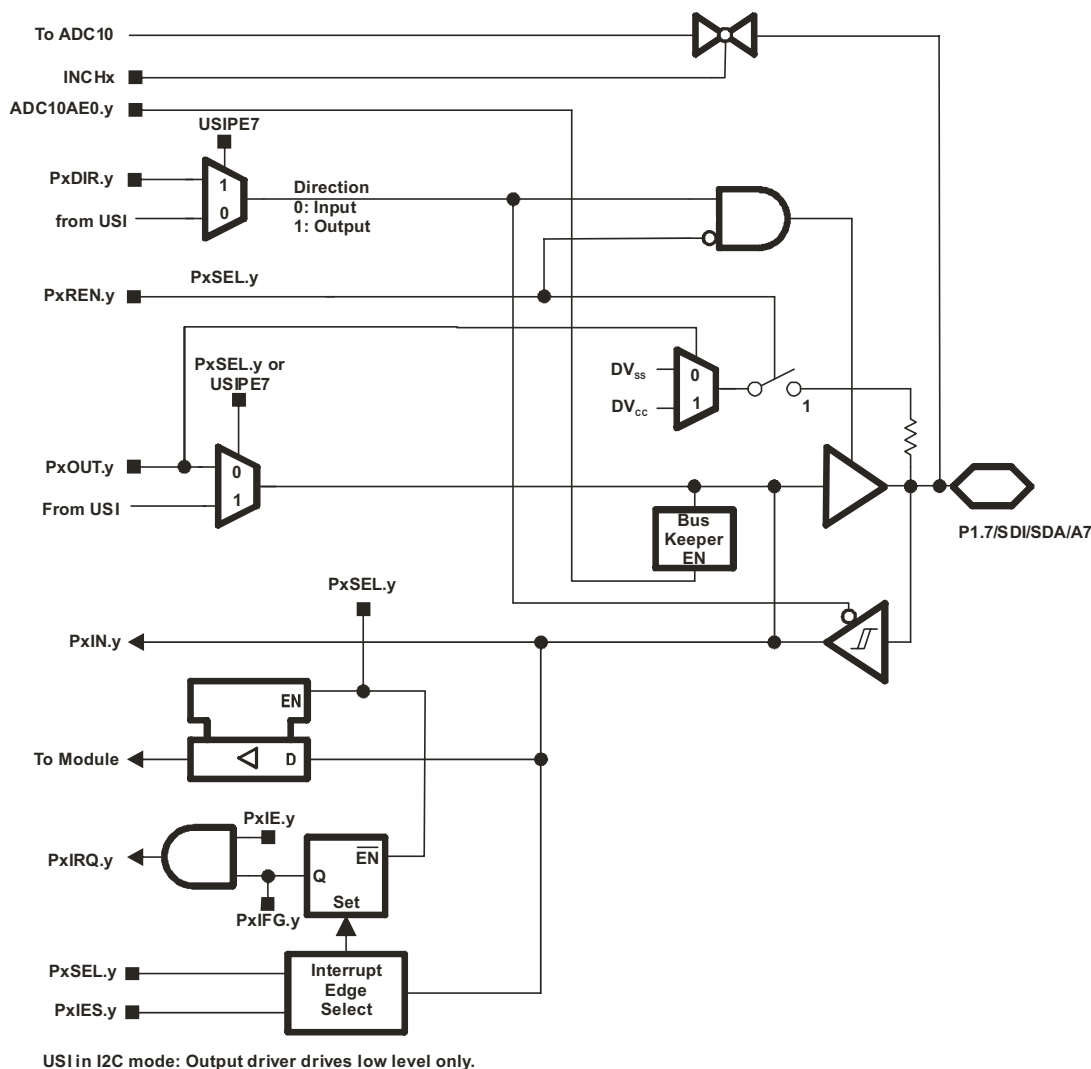 To ADC10
INCHx
ADC10AE0.y
USIPE7
PxDIR.y
1
from USI
0
Direction
0: Input
1: Output
PxSEL.y
PxREN.y
PxSEL.y or
USIPE7
DVSS
0
DVCC
1
1
PxOUT.y
0
From USI
1
Bus
Keeper
EN
P1.7/SDI/SDA/A7
PxSEL.y
PxIN.y
EN
To Module
D
PxIE.y
PxIRQ.y
EN
Q
Set
PxIFG.y
PxSEL.y
PxIES.y
Interrupt
Edge
Select
USI in I2C mode: Output driver drives low level only.